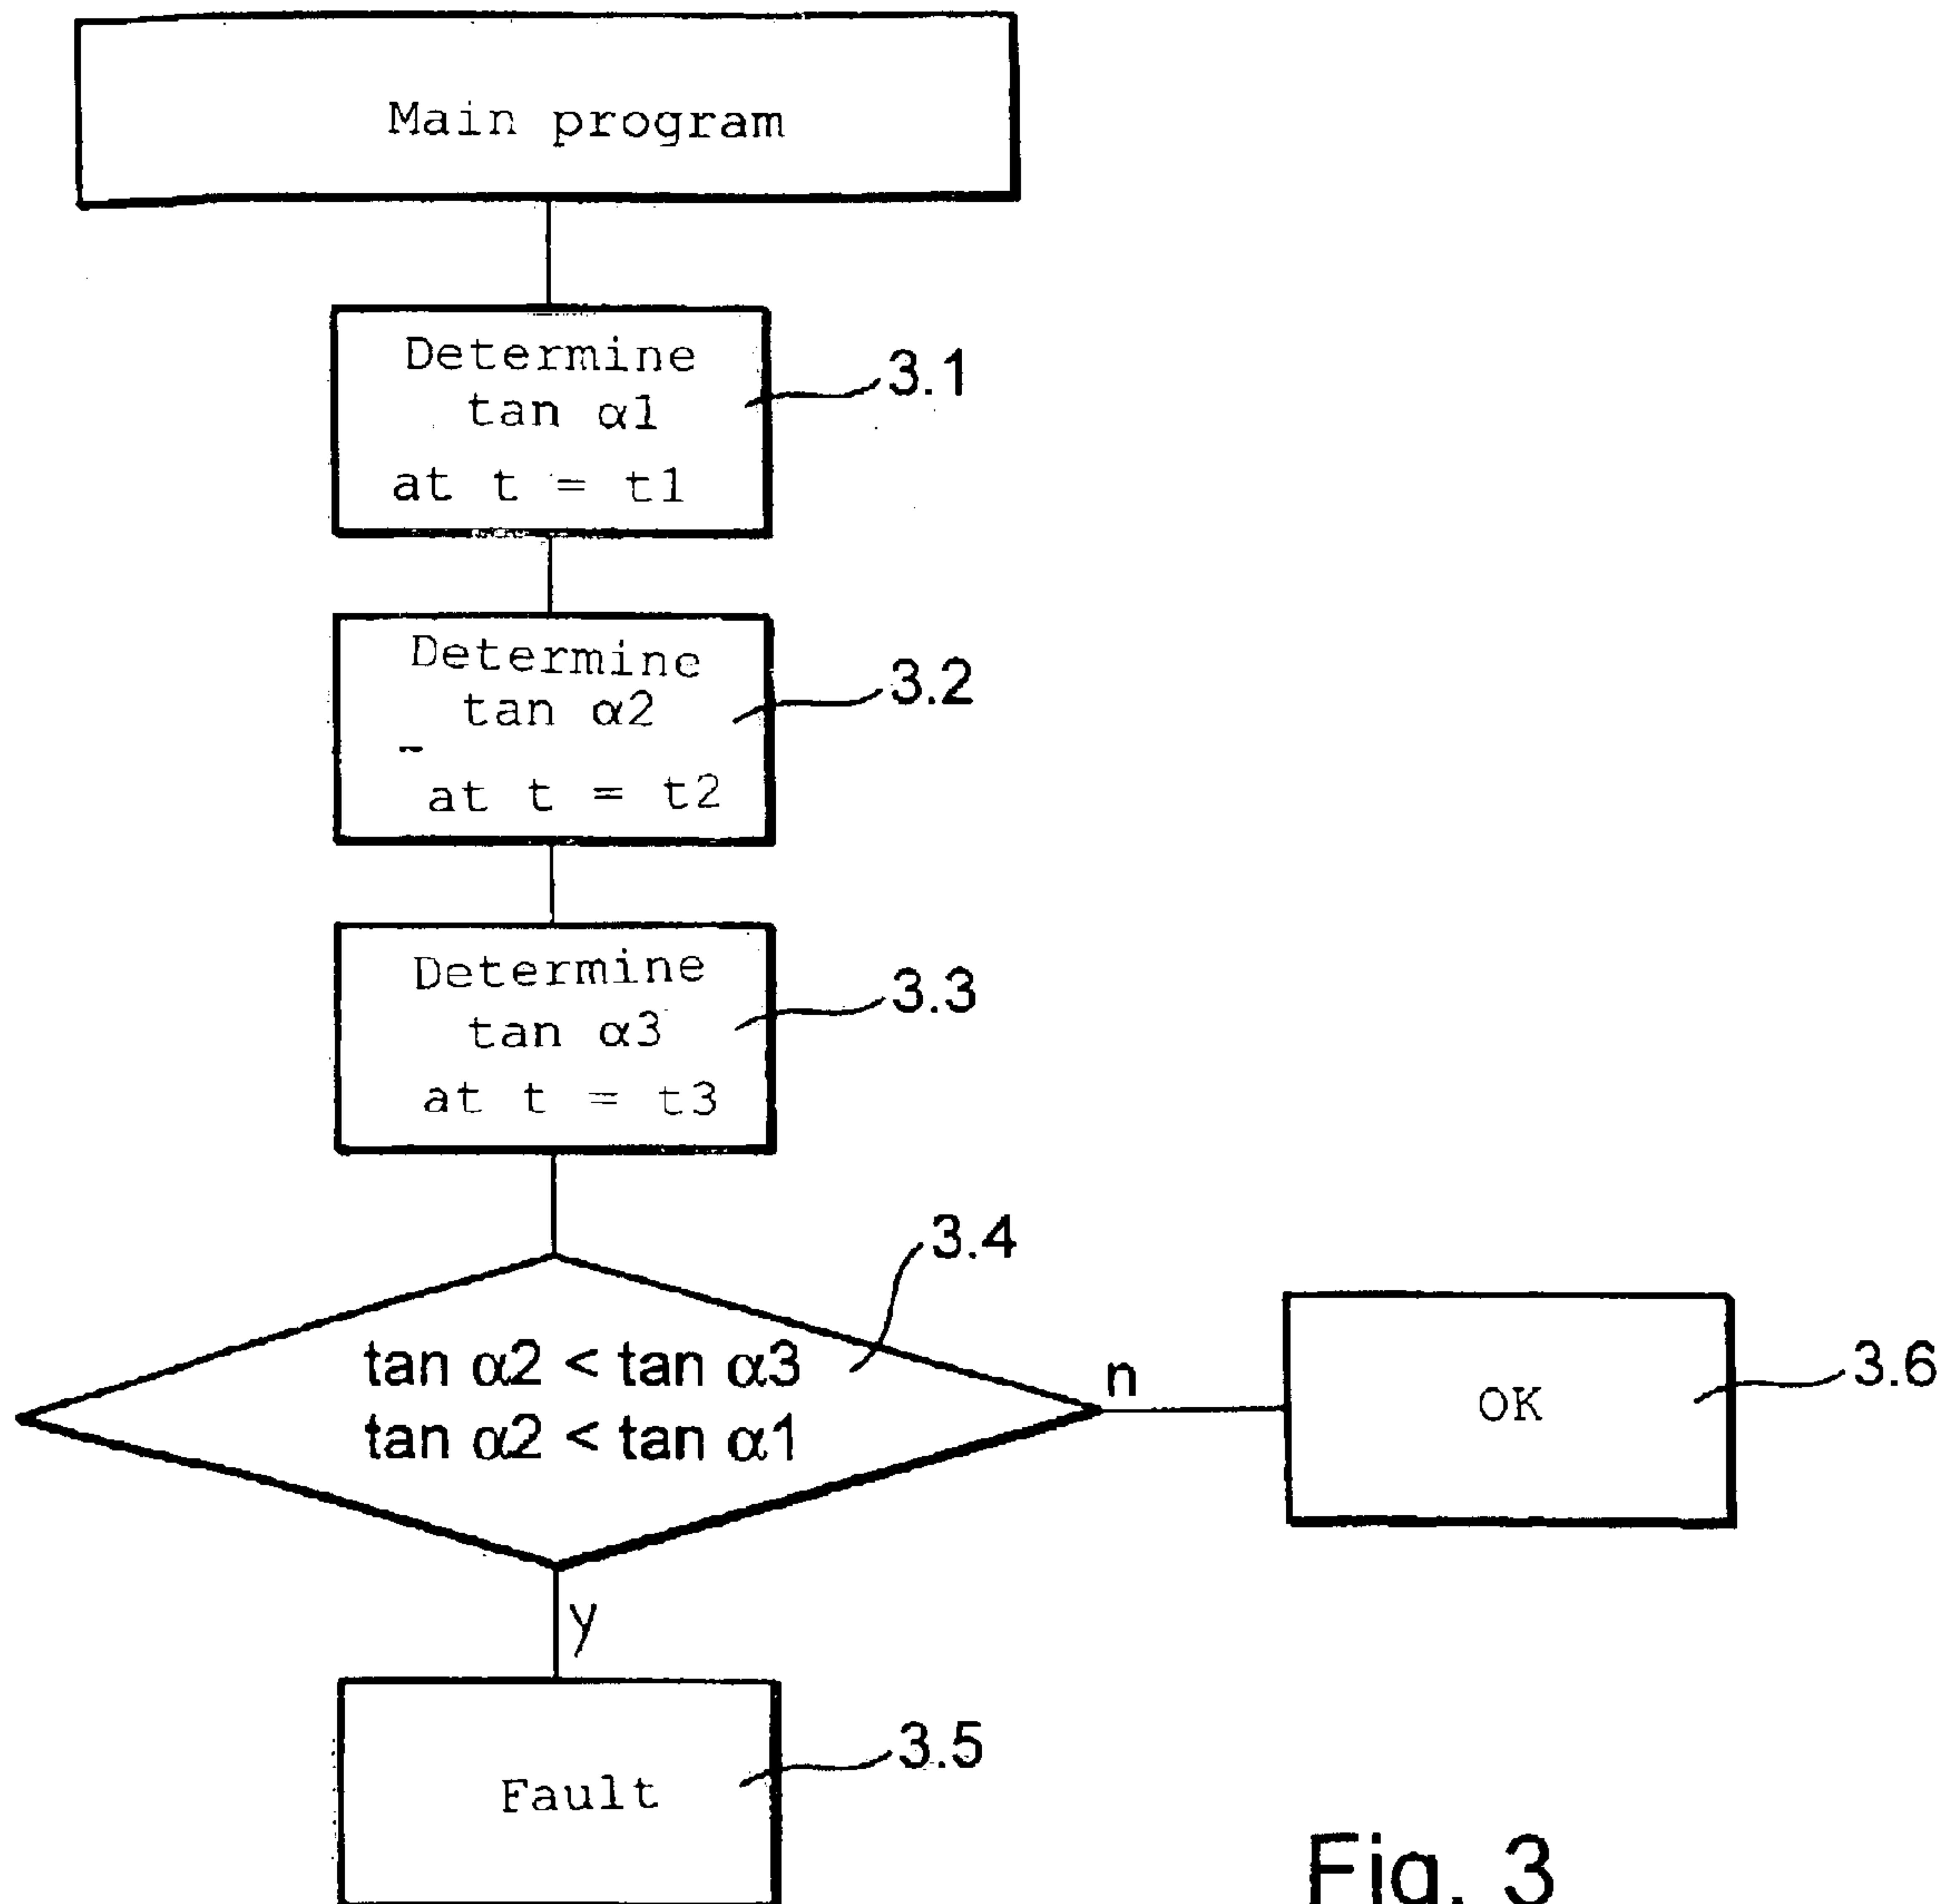 Main program
Determine
tan α1
at t = t1
3.1
Determine
tan α2
at t = t2
3.2
Determine
tan α3
at t = t3
3.3
3.4
tan α2 < tan α3
tan α2 < tan α1
n
OK
3.6
y
Fault
3.5
Fig. 3